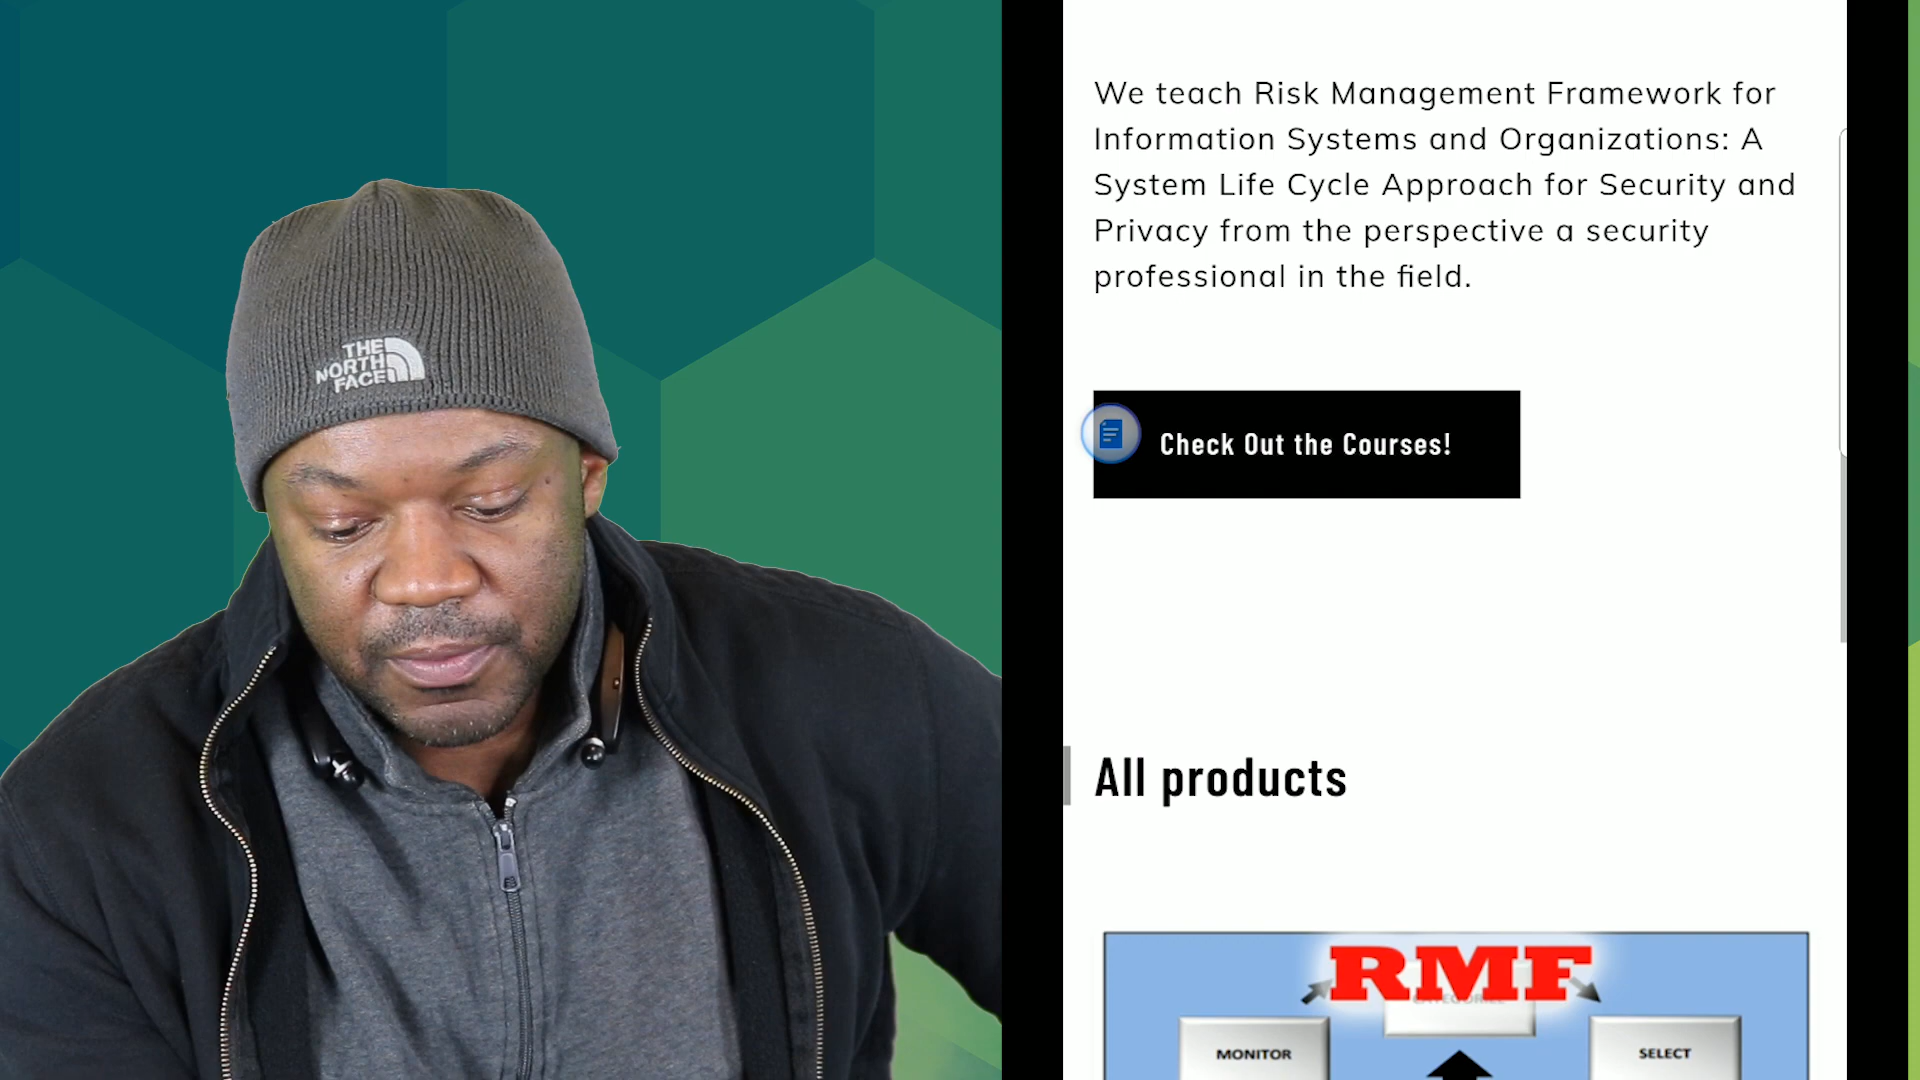 THE
NORTH
FACE
We teach Risk Management Framework for
Information Systems and Organizations: A
System Life Cycle Approach for Security and
Privacy from the perspective a security
professional in the field.
Check Out the Courses!
All products
RMF
CATEGORIZE
MONITOR
SELECT